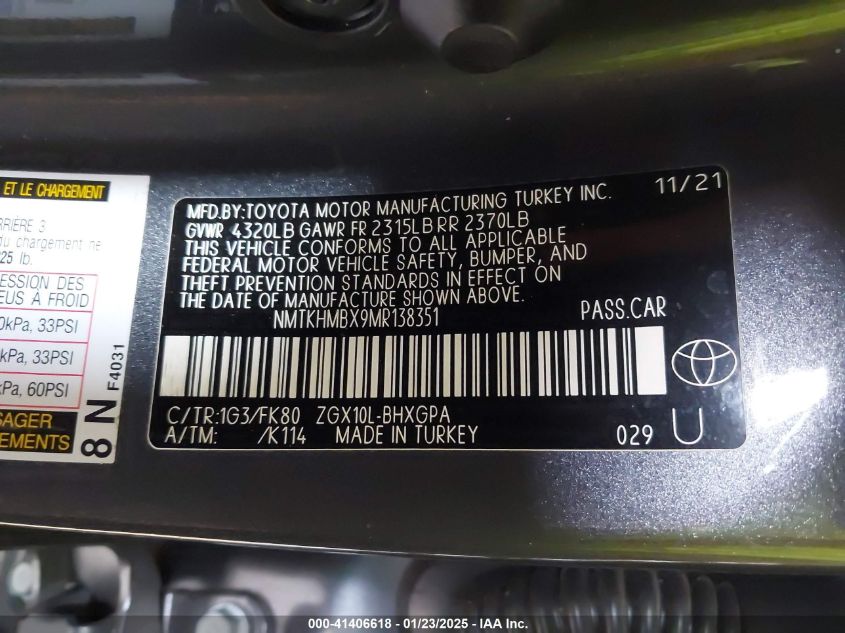 ET LE CHARGEMENT
RRIÈRE 3
du chargement ne
25 lb.
ESSION DES
EUS À FROID
0kPa, 33PSI
kPa, 33PSI
kPa, 60PSI
SAGER
EMENTS
8 N F4031
MFD.BY:TOYOTA MOTOR MANUFACTURING TURKEY INC. 11/21
GVWR 4320LB GAWR FR 2315LB RR 2370LB
THIS VEHICLE CONFORMS TO ALL APPLICABLE
FEDERAL MOTOR VEHICLE SAFETY, BUMPER, AND
THEFT PREVENTION STANDARDS IN EFFECT ON
THE DATE OF MANUFACTURE SHOWN ABOVE.
NMTKHMBX9MR138351 PASS.CAR
C/TR:1G3/FK80 ZGX10L-BHXGPA
A/TM: /K114 MADE IN TURKEY 029 U
000-41406618 - 01/23/2025 - IAA Inc.